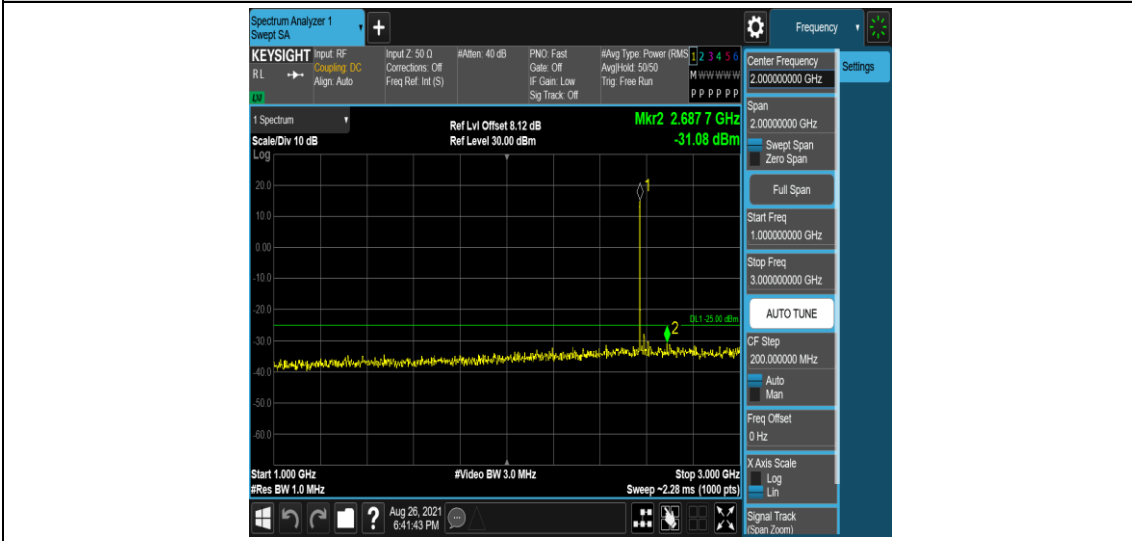 Spectrum Analyzer 1
Swept SA
+
Frequency
KEYSIGHT
RL
LXI
Input: RF
Coupling: DC
Align: Auto
Input Z: 50 Ω
Corrections: Off
Freq Ref: Int (S)
#Atten: 40 dB
PNO: Fast
Gate: Off
IF Gain: Low
Sig Track: Off
#Avg Type: Power (RMS
Avg|Hold: 50/50
Trig: Free Run
1 2 3 4 5 6
M W W W W W
P P P P P P
1 Spectrum
Scale/Div 10 dB
Log
Ref Lvl Offset 8.12 dB
Ref Level 30.00 dBm
Mkr2 2.687 7 GHz
-31.08 dBm
20.0
10.0
0.00
-10.0
-20.0
-30.0
-40.0
-50.0
-60.0
1
DL1 -25.00 dBm
2
Start 1.000 GHz
#Res BW 1.0 MHz
#Video BW 3.0 MHz
Stop 3.000 GHz
Sweep ~2.28 ms (1000 pts)
Center Frequency
2.000000000 GHz
Settings
Span
2.00000000 GHz
Swept Span
Zero Span
Full Span
Start Freq
1.000000000 GHz
Stop Freq
3.000000000 GHz
AUTO TUNE
CF Step
200.000000 MHz
Auto
Man
Freq Offset
0 Hz
X Axis Scale
Log
Lin
Signal Track
(Span Zoom)
?
Aug 26, 2021
6:41:43 PM